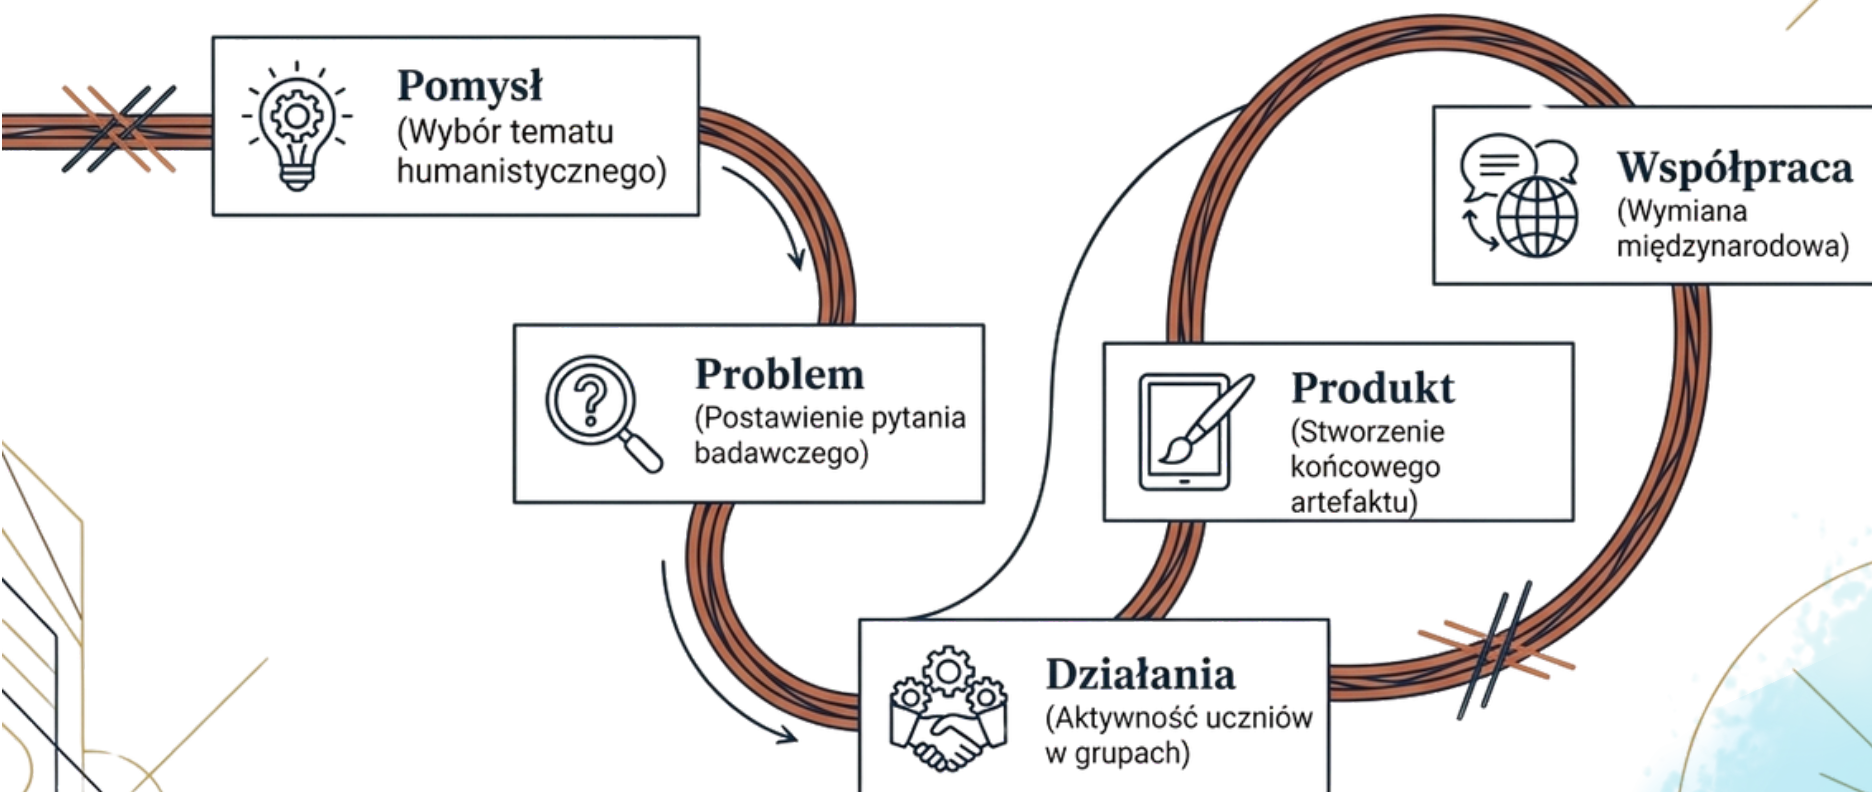 Pomysł
(Wybór tematu
humanistycznego)
Problem
(Postawienie pytania
badawczego)
Działania
(Aktywność uczniów
w grupach)
Produkt
(Stworzenie
końcowego
artefaktu)
Współpraca
(Wymiana
międzynarodowa)
?